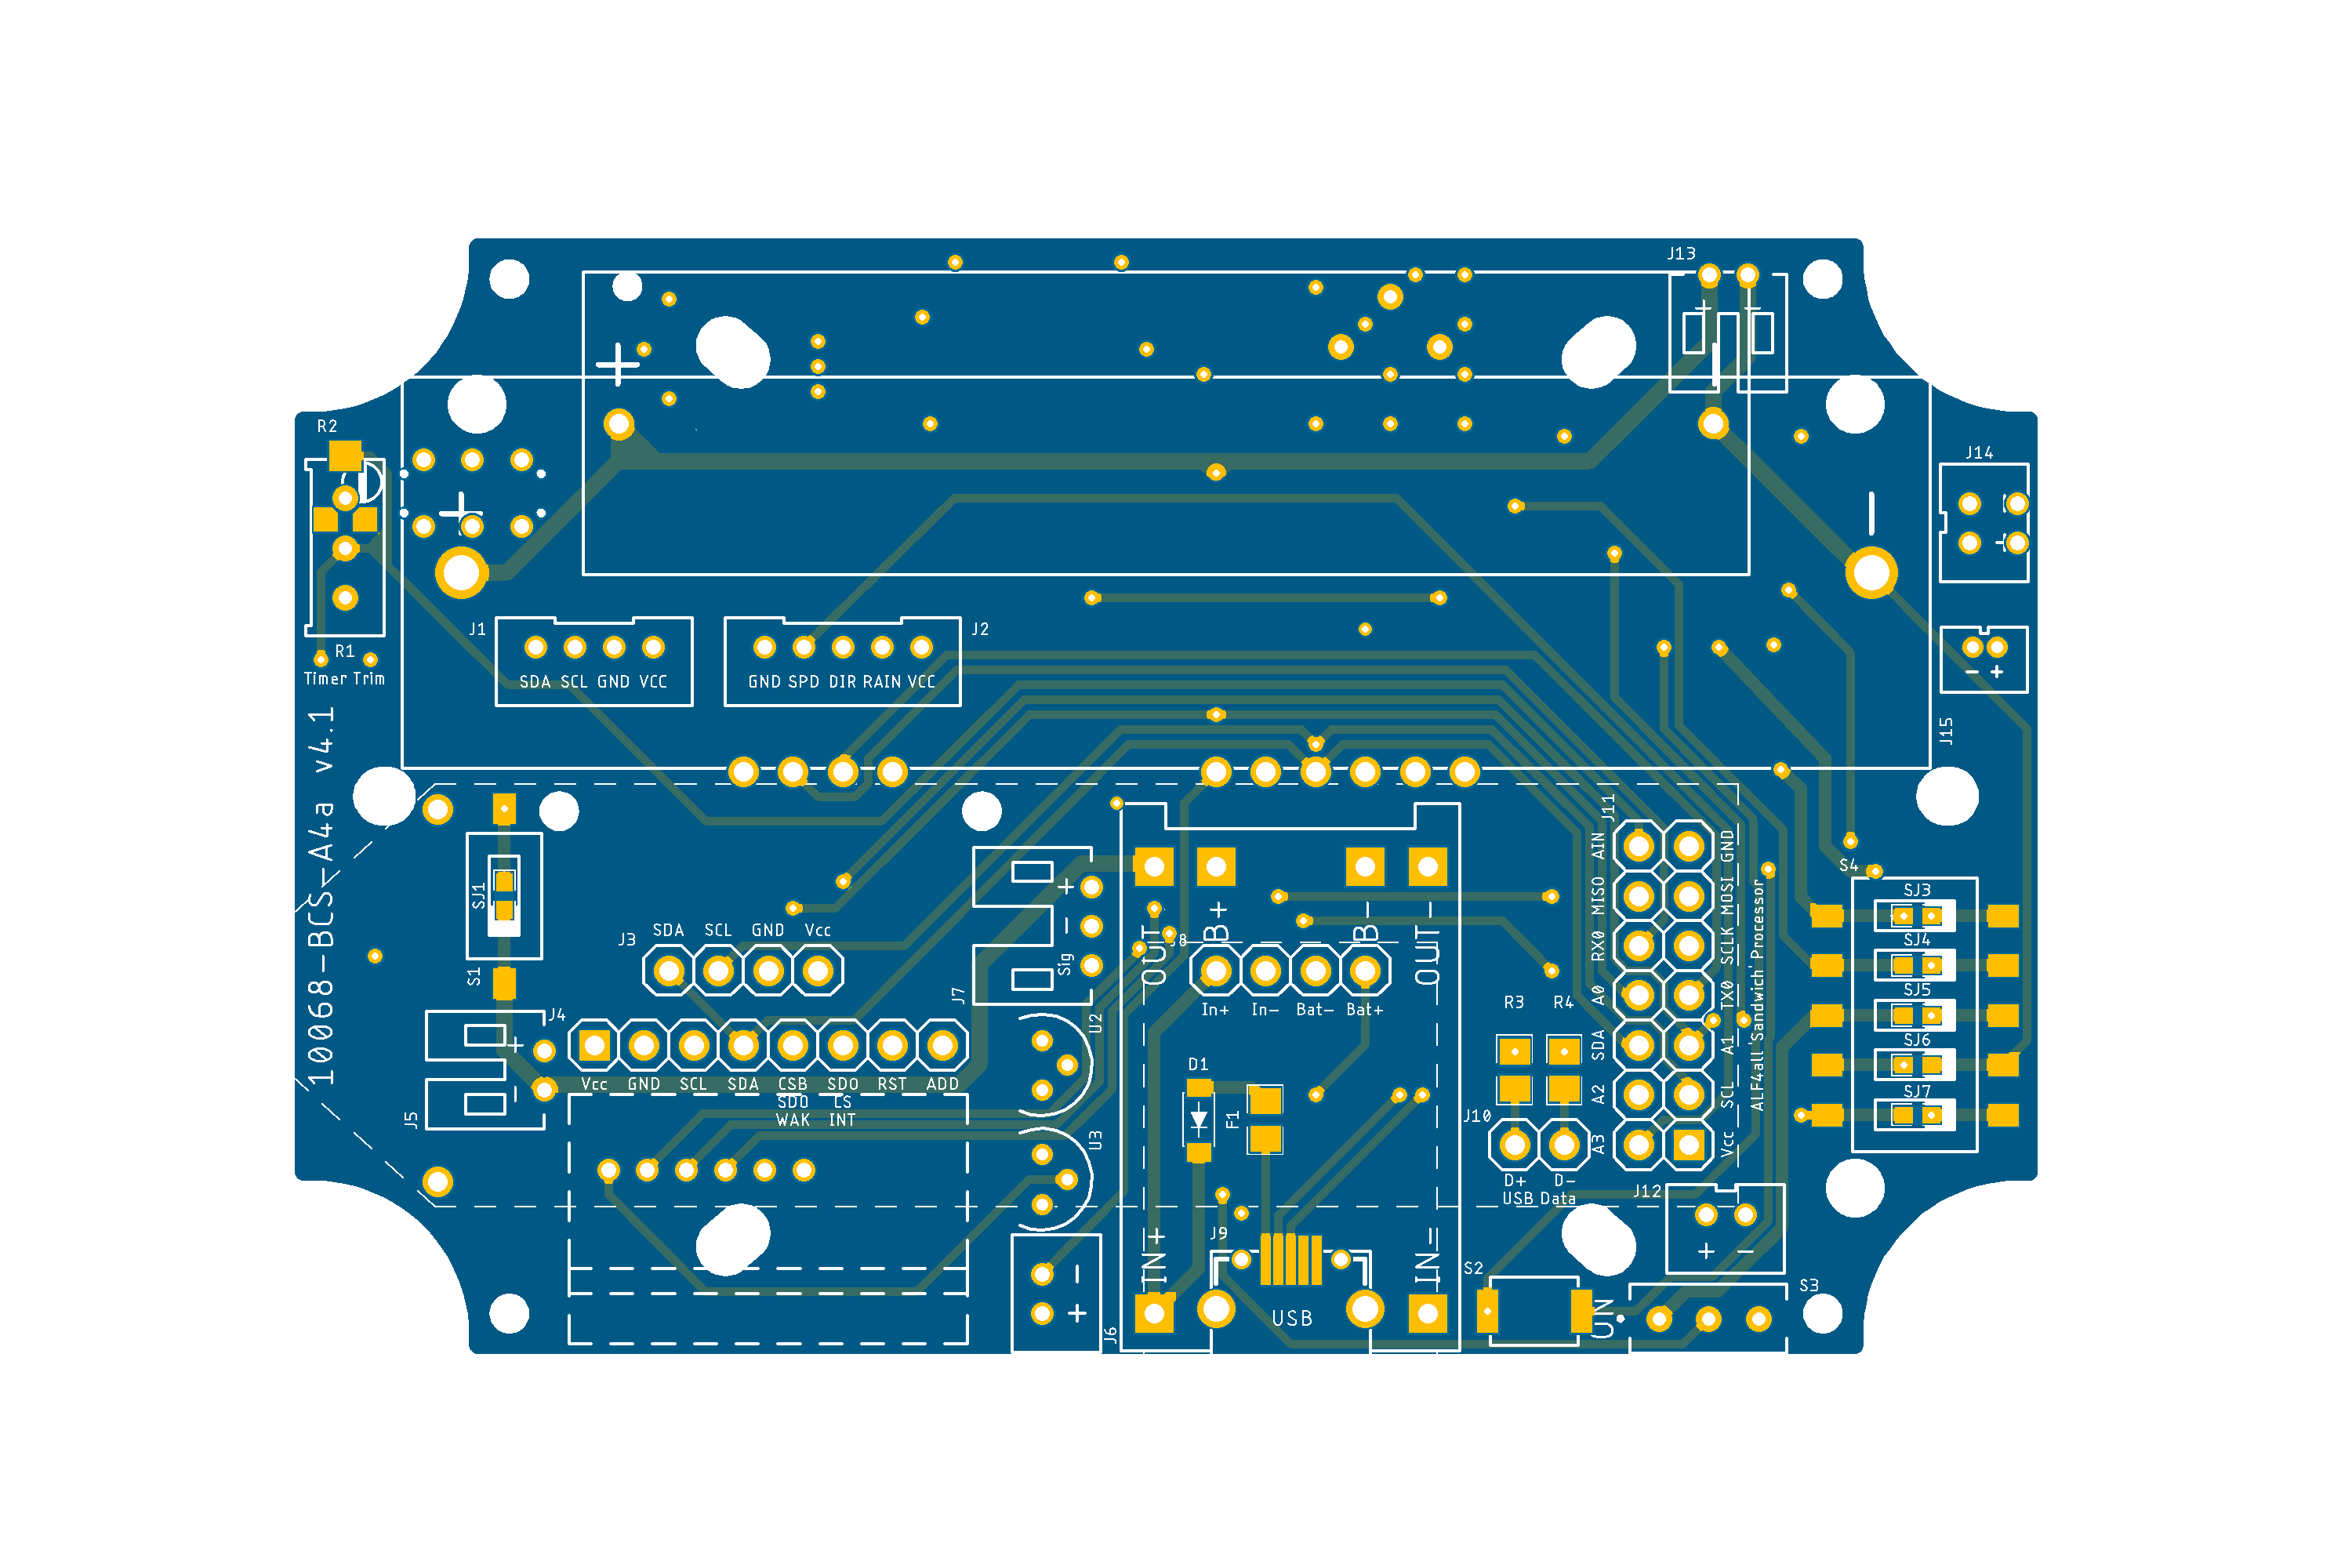 J13
+
+
+
−
R2
J14
−
+
+
−
J1
J2
R1
Timer Trim
SDA SCL GND VCC
GND SPD DIR RAIN VCC
− +
J15
10068-BCS-A4a v4.1
SJ1
S1
J3
SDA SCL GND Vcc
J7
+
−
Sig
J4
+
−
J5
Vcc GND SCL SDA CSB SDO RST ADD
SDO CS
WAK INT
U2
U3
J6
−
+
OUT+
B+
B−
OUT−
J8
In+ In− Bat− Bat+
D1
F1
IN+
IN−
J9
USB
R3 R4
J10
D+ D−
USB Data
J11
AIN
MISO
RX0
A0
SDA
A2
A3
GND
MOSI
SCLK
TX0
A1
SCL
Vcc
ALF4all 'Sandwich' Processor
S4
SJ3
SJ4
SJ5
SJ6
SJ7
J12
+ −
S2
ON
S3